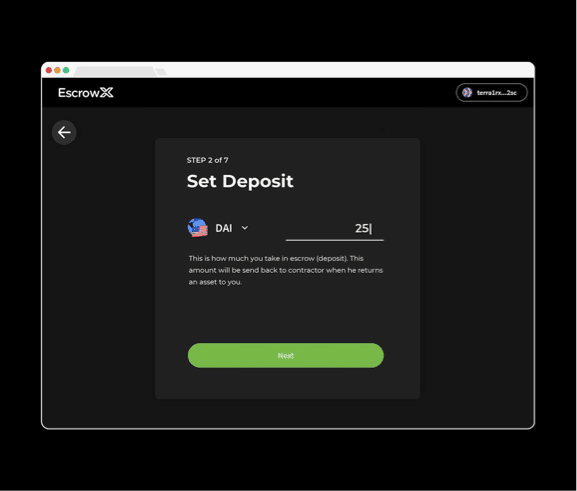 EscrowX
terra1rx...2sc
STEP 2 of 7
Set Deposit
DAI
25
This is how much you take in escrow (deposit). This
amount will be send back to contractor when he returns
an asset to you.
Next